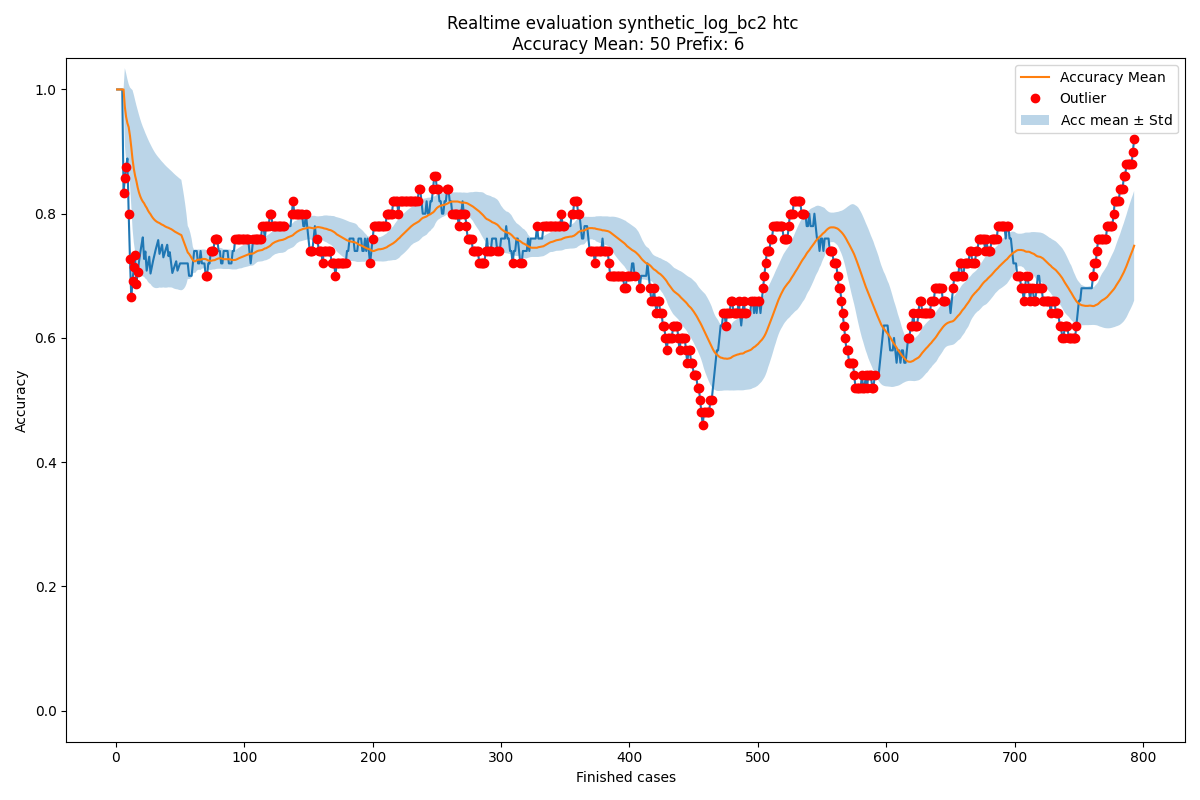 Realtime evaluation synthetic_log_bc2 htc
Accuracy Mean: 50 Prefix: 6
Accuracy Mean
Outlier
Acc mean ± Std
1.0
0.8
0.6
0.4
0.2
0.0
Accuracy
0 100 200 300 400 500 600 700 800
Finished cases